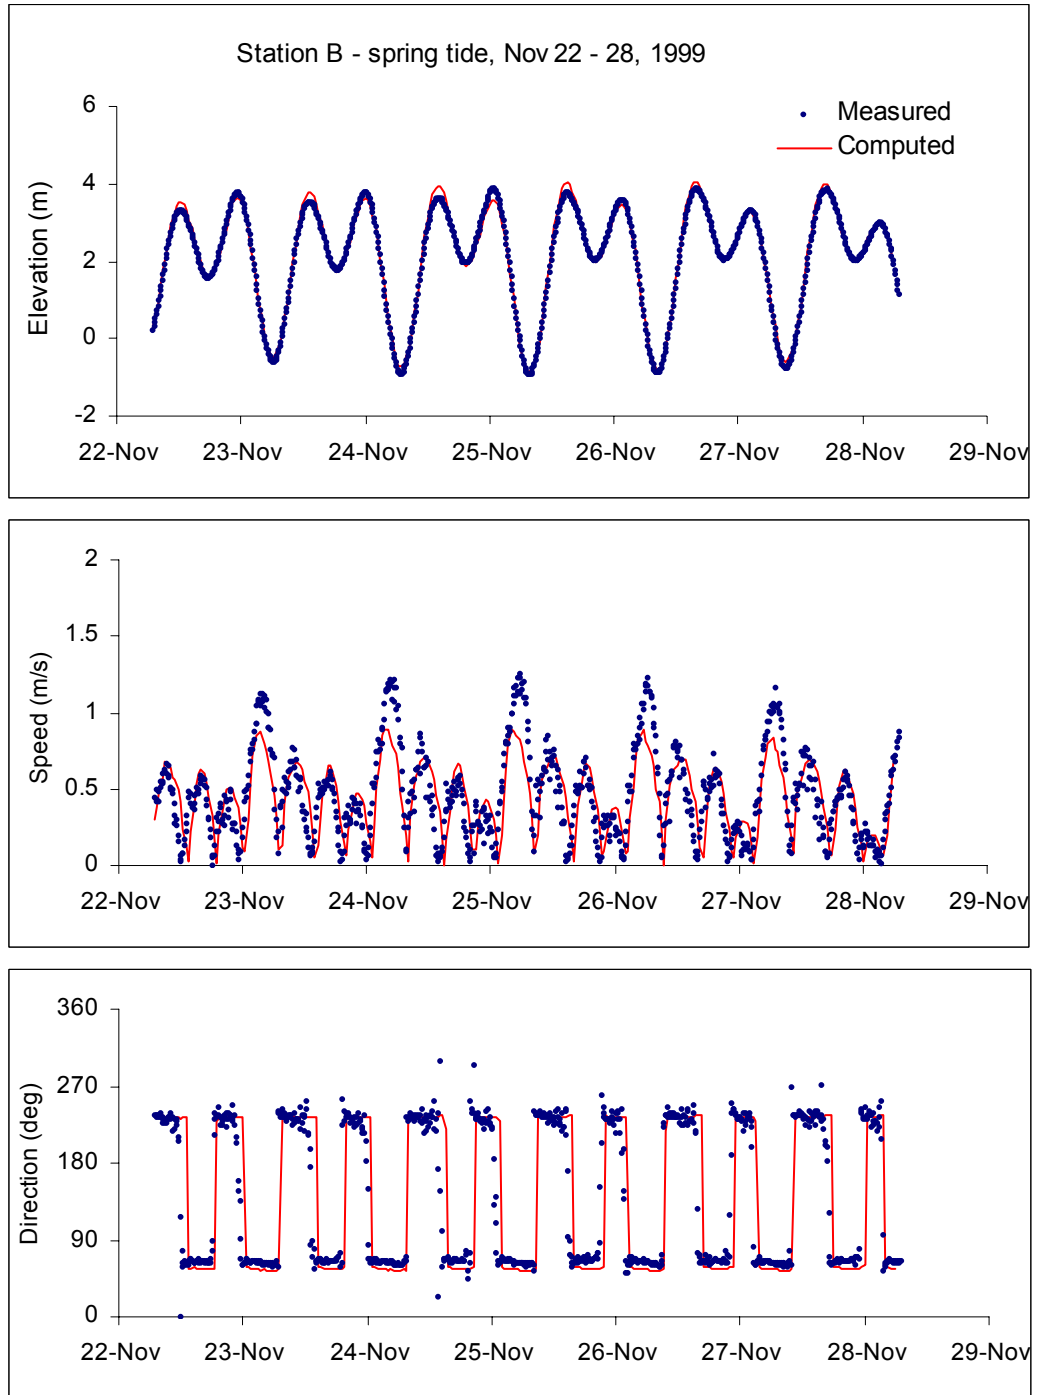 Station B - spring tide, Nov 22 - 28, 1999
Measured
Computed
Elevation (m)
6
4
2
0
-2
22-Nov 23-Nov 24-Nov 25-Nov 26-Nov 27-Nov 28-Nov 29-Nov
Speed (m/s)
2
1.5
1
0.5
0
22-Nov 23-Nov 24-Nov 25-Nov 26-Nov 27-Nov 28-Nov 29-Nov
Direction (deg)
360
270
180
90
0
22-Nov 23-Nov 24-Nov 25-Nov 26-Nov 27-Nov 28-Nov 29-Nov